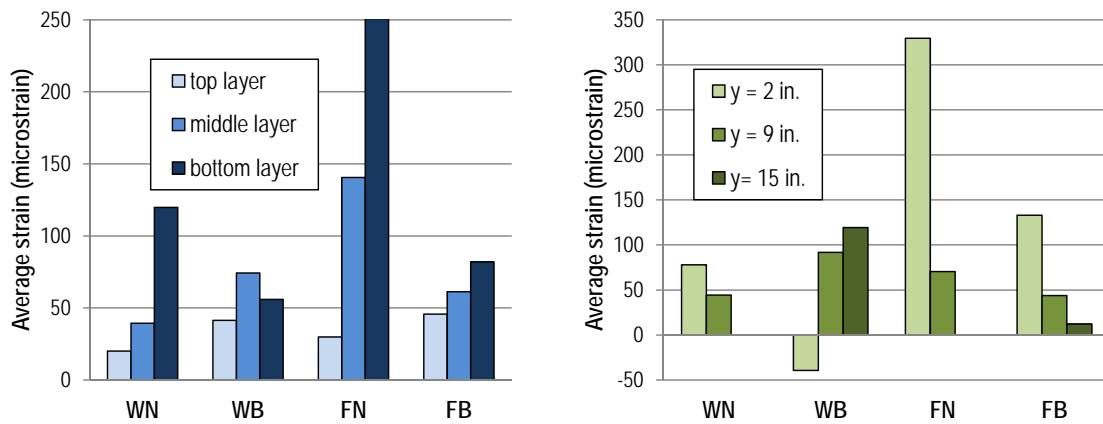 Average strain (microstrain)
250
200
150
100
50
0
top layer
middle layer
bottom layer
WN WB FN FB
Average strain (microstrain)
350
300
250
200
150
100
50
0
-50
y = 2 in.
y = 9 in.
y= 15 in.
WN WB FN FB